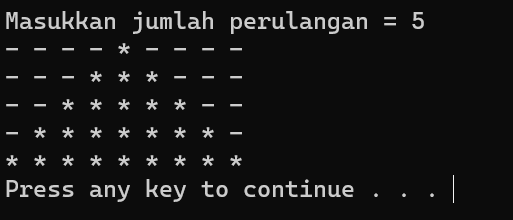 Masukkan jumlah perulangan = 5
- - - - * - - - -
- - - * * * - - -
- - * * * * * - -
- * * * * * * * -
* * * * * * * * *
Press any key to continue . . .